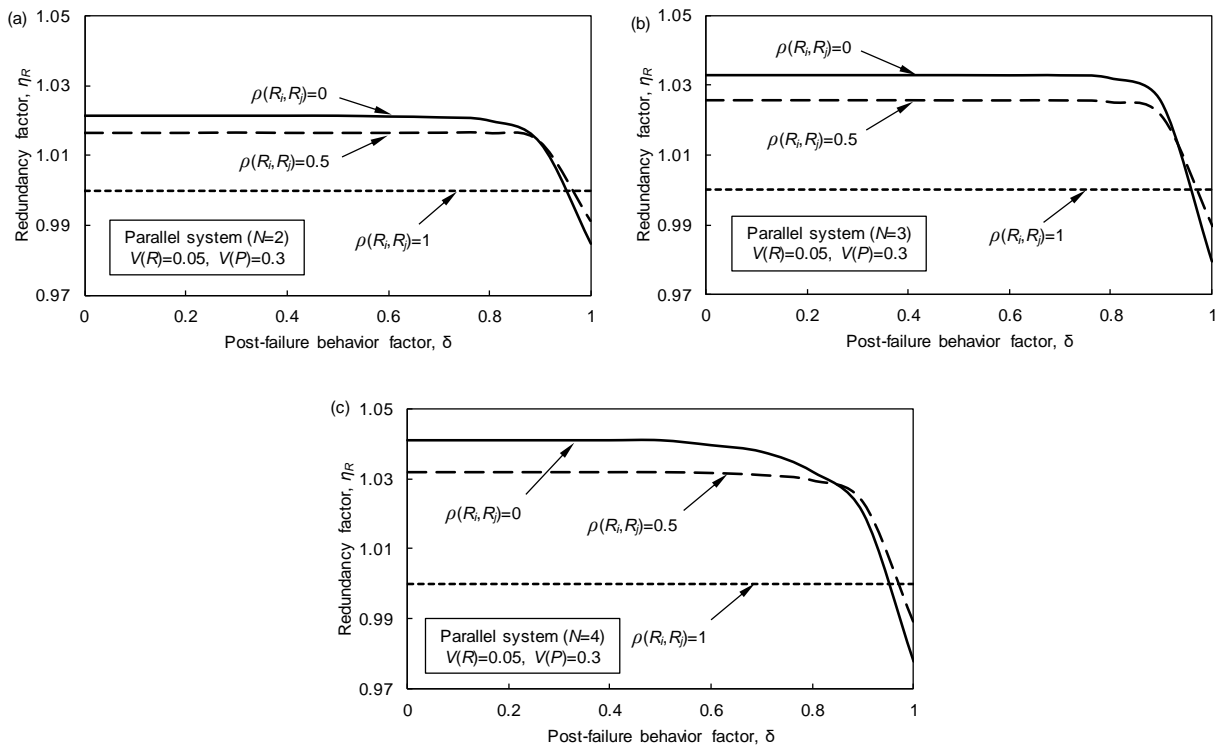 (a)
1.05
1.03
1.01
0.99
0.97
Redundancy factor, ηR
ρ(Ri,Rj)=0
ρ(Ri,Rj)=0.5
ρ(Ri,Rj)=1
Parallel system (N=2)
V(R)=0.05, V(P)=0.3
0 0.2 0.4 0.6 0.8 1
Post-failure behavior factor, δ
(b)
1.05
1.03
1.01
0.99
0.97
Redundancy factor, ηR
ρ(Ri,Rj)=0
ρ(Ri,Rj)=0.5
ρ(Ri,Rj)=1
Parallel system (N=3)
V(R)=0.05, V(P)=0.3
0 0.2 0.4 0.6 0.8 1
Post-failure behavior factor, δ
(c)
1.05
1.03
1.01
0.99
0.97
Redundancy factor, ηR
ρ(Ri,Rj)=0
ρ(Ri,Rj)=0.5
ρ(Ri,Rj)=1
Parallel system (N=4)
V(R)=0.05, V(P)=0.3
0 0.2 0.4 0.6 0.8 1
Post-failure behavior factor, δ